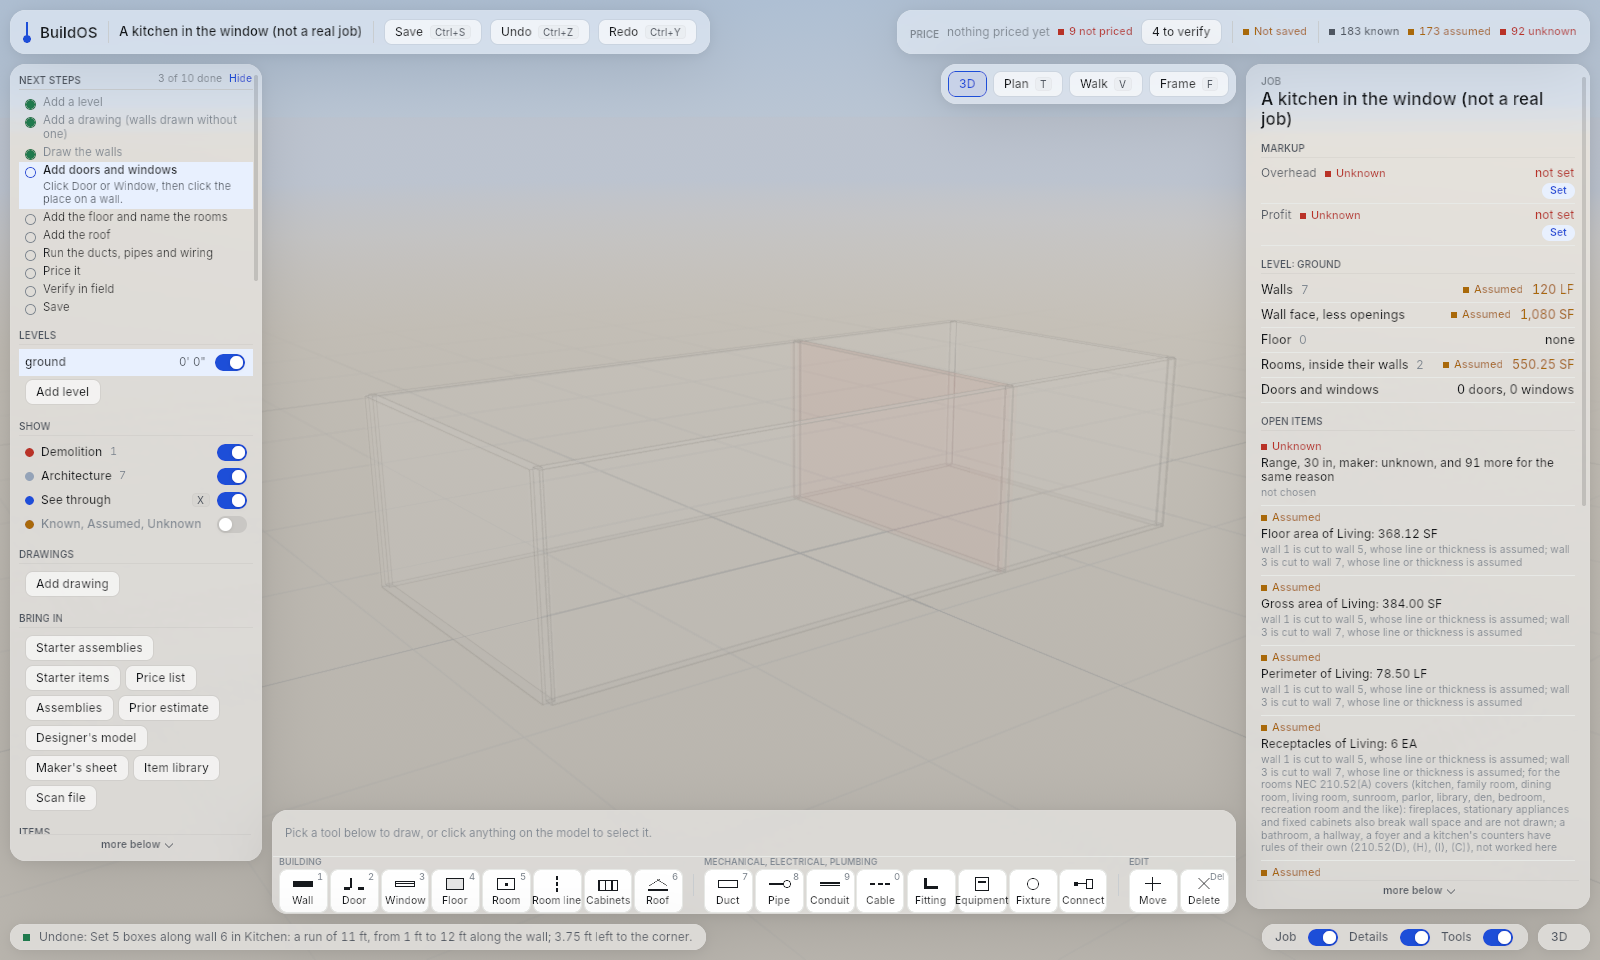 BuildOS
A kitchen in the window (not a real job)
Save Ctrl+S
Undo Ctrl+Z
Redo Ctrl+Y
PRICE nothing priced yet 9 not priced 4 to verify Not saved 183 known 173 assumed 92 unknown
NEXT STEPS 3 of 10 done Hide
Add a level
Add a drawing (walls drawn without
one)
Draw the walls
Add doors and windows
Click Door or Window, then click the
place on a wall.
Add the floor and name the rooms
Add the roof
Run the ducts, pipes and wiring
Price it
Verify in field
Save
LEVELS
ground 0' 0"
Add level
SHOW
Demolition 1
Architecture 7
See through X
Known, Assumed, Unknown
DRAWINGS
Add drawing
BRING IN
Starter assemblies
Starter items Price list
Assemblies Prior estimate
Designer's model
Maker's sheet Item library
Scan file
ITEMS
more below
3D Plan T Walk V Frame F
JOB
A kitchen in the window (not a real
job)
MARKUP
Overhead Unknown not set
Set
Profit Unknown not set
Set
LEVEL: GROUND
Walls 7 Assumed 120 LF
Wall face, less openings Assumed 1,080 SF
Floor 0 none
Rooms, inside their walls 2 Assumed 550.25 SF
Doors and windows 0 doors, 0 windows
OPEN ITEMS
Unknown
Range, 30 in, maker: unknown, and 91 more for the
same reason
not chosen
Assumed
Floor area of Living: 368.12 SF
wall 1 is cut to wall 5, whose line or thickness is assumed; wall
3 is cut to wall 7, whose line or thickness is assumed
Assumed
Gross area of Living: 384.00 SF
wall 1 is cut to wall 5, whose line or thickness is assumed; wall
3 is cut to wall 7, whose line or thickness is assumed
Assumed
Perimeter of Living: 78.50 LF
wall 1 is cut to wall 5, whose line or thickness is assumed; wall
3 is cut to wall 7, whose line or thickness is assumed
Assumed
Receptacles of Living: 6 EA
wall 1 is cut to wall 5, whose line or thickness is assumed; wall
3 is cut to wall 7, whose line or thickness is assumed; for the
rooms NEC 210.52(A) covers (kitchen, family room, dining
room, living room, sunroom, parlor, library, den, bedroom,
recreation room and the like): fireplaces, stationary appliances
and fixed cabinets also break wall space and are not drawn; a
bathroom, a hallway, a foyer and a kitchen's counters have
rules of their own (210.52(D), (H), (I), (C)), not worked here
Assumed
more below
Pick a tool below to draw, or click anything on the model to select it.
BUILDING MECHANICAL, ELECTRICAL, PLUMBING EDIT
1 2 3 4 5 6 7 8 9 0 Del
Wall Door Window Floor Room Room line Cabinets Roof Duct Pipe Conduit Cable Fitting Equipment Fixture Connect Move Delete
Undone: Set 5 boxes along wall 6 in Kitchen: a run of 11 ft, from 1 ft to 12 ft along the wall; 3.75 ft left to the corner.
Job Details Tools 3D